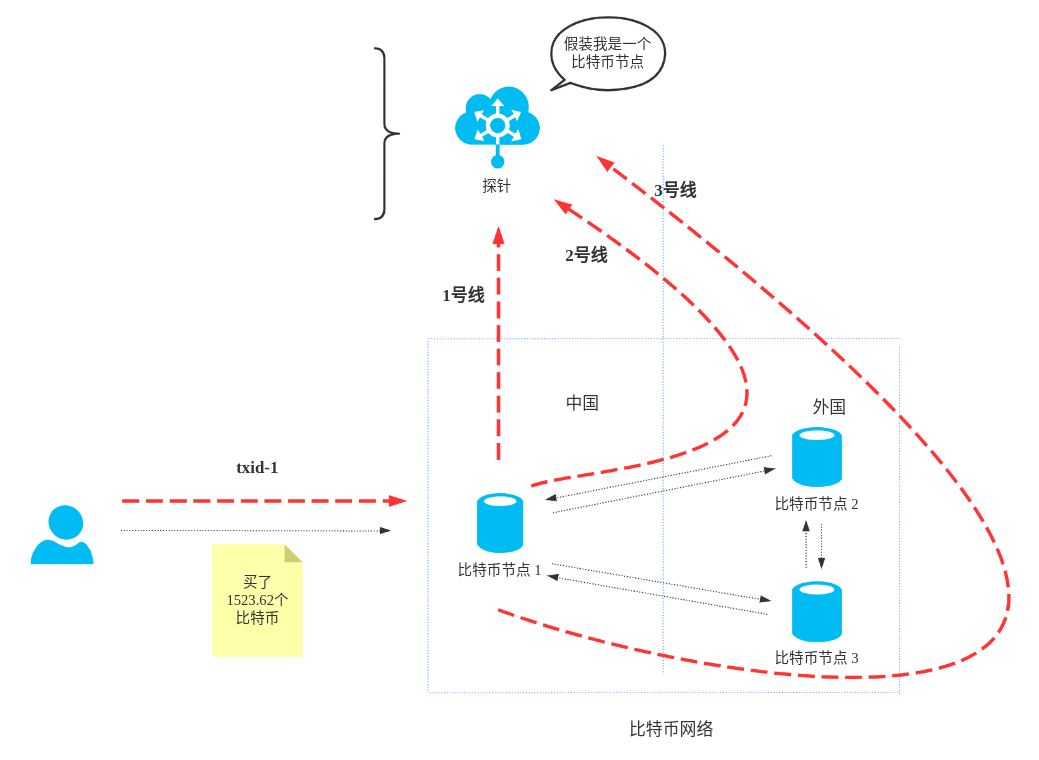 假装我是一个
比特币节点
探针
3号线
2号线
1号线
中国
外国
txid-1
比特币节点 2
比特币节点 1
买了
1523.62个
比特币
比特币节点 3
比特币网络